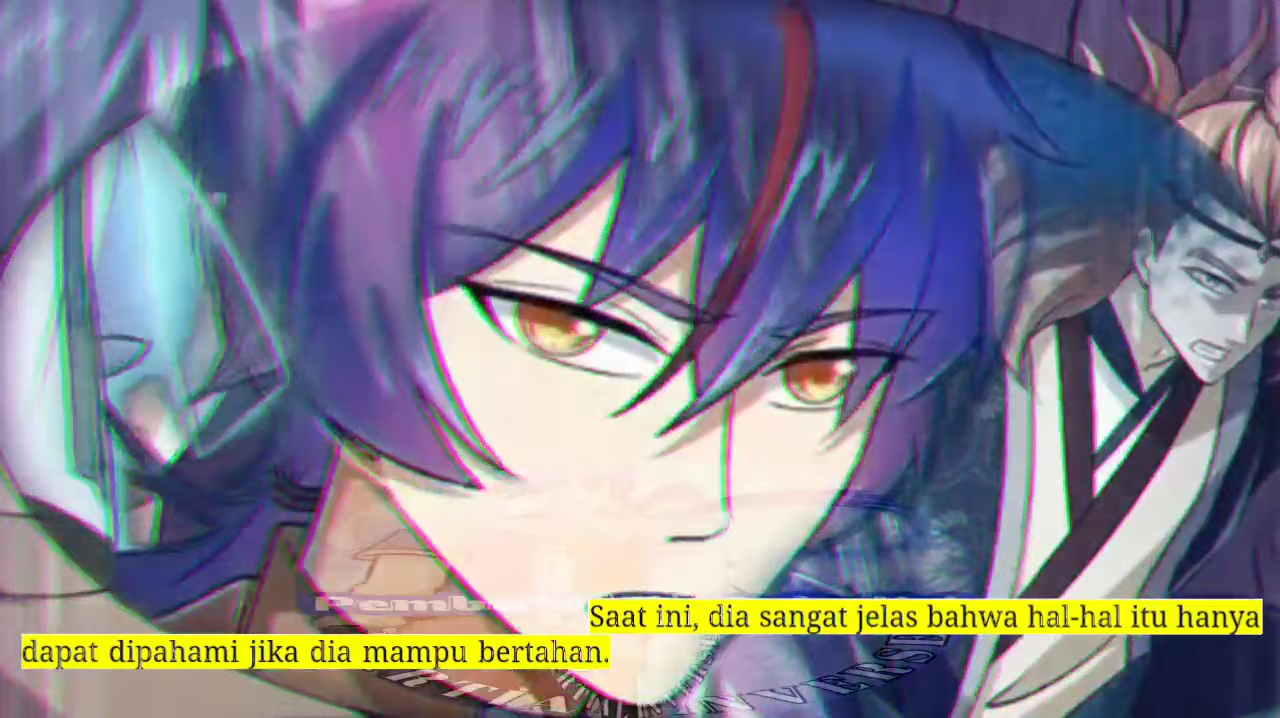 Saat ini, dia sangat jelas bahwa hal-hal itu hanya
dapat dipahami jika dia mampu bertahan.